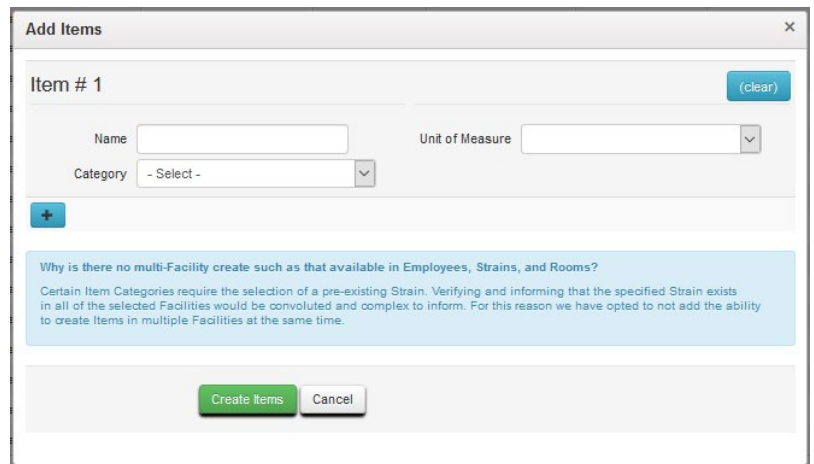 Add Items
×
Item # 1
(clear)
Name
Unit of Measure
Category
- Select -
+
Why is there no multi-Facility create such as that available in Employees, Strains, and Rooms?
Certain Item Categories require the selection of a pre-existing Strain. Verifying and informing that the specified Strain exists
in all of the selected Facilities would be convoluted and complex to inform. For this reason we have opted to not add the ability
to create Items in multiple Facilities at the same time.
Create Items
Cancel